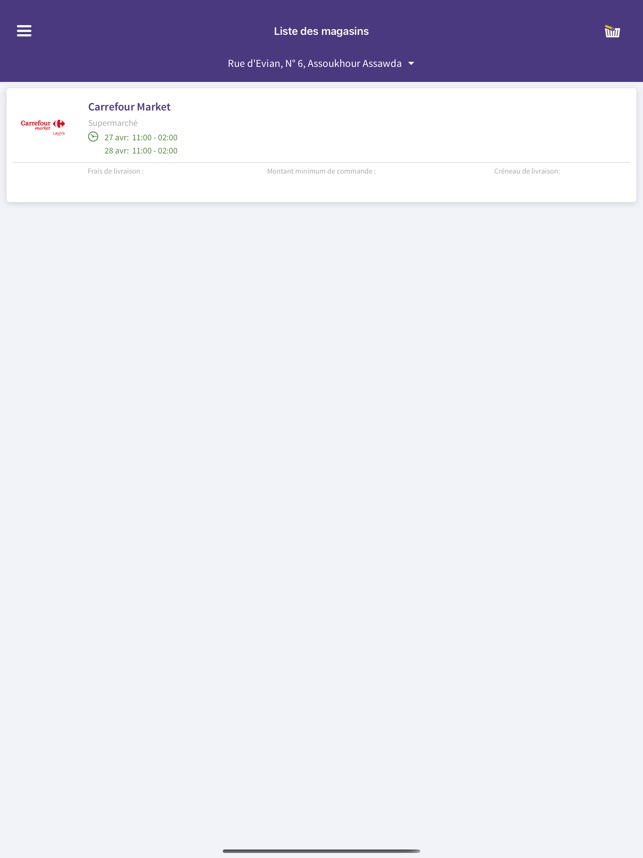 Liste des magasins
Rue d'Evian, N° 6, Assoukhour Assawda
Carrefour Market
Carrefour
market
Supermarché
27 avr: 11:00 - 02:00
28 avr: 11:00 - 02:00
Frais de livraison :
Montant minimum de commande :
Créneau de livraison: